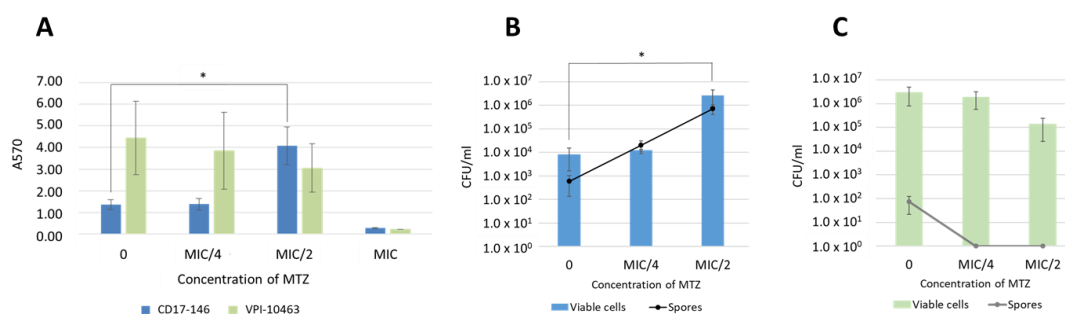 A
*
7.00
6.00
5.00
4.00
3.00
2.00
1.00
0.00
A570
0 MIC/4 MIC/2 MIC
Concentration of MTZ
CD17-146 VPI-10463
B
*
1.0 x 10⁷
1.0 x 10⁶
1.0 x 10⁵
1.0 x 10⁴
1.0 x 10³
1.0 x 10²
1.0 x 10¹
1.0 x 10⁰
CFU/ml
0 MIC/4 MIC/2
Concentration of MTZ
Viable cells Spores
C
1.0 x 10⁷
1.0 x 10⁶
1.0 x 10⁵
1.0 x 10⁴
1.0 x 10³
1.0 x 10²
1.0 x 10¹
1.0 x 10⁰
CFU/ml
0 MIC/4 MIC/2
Concentration of MTZ
Viable cells Spores